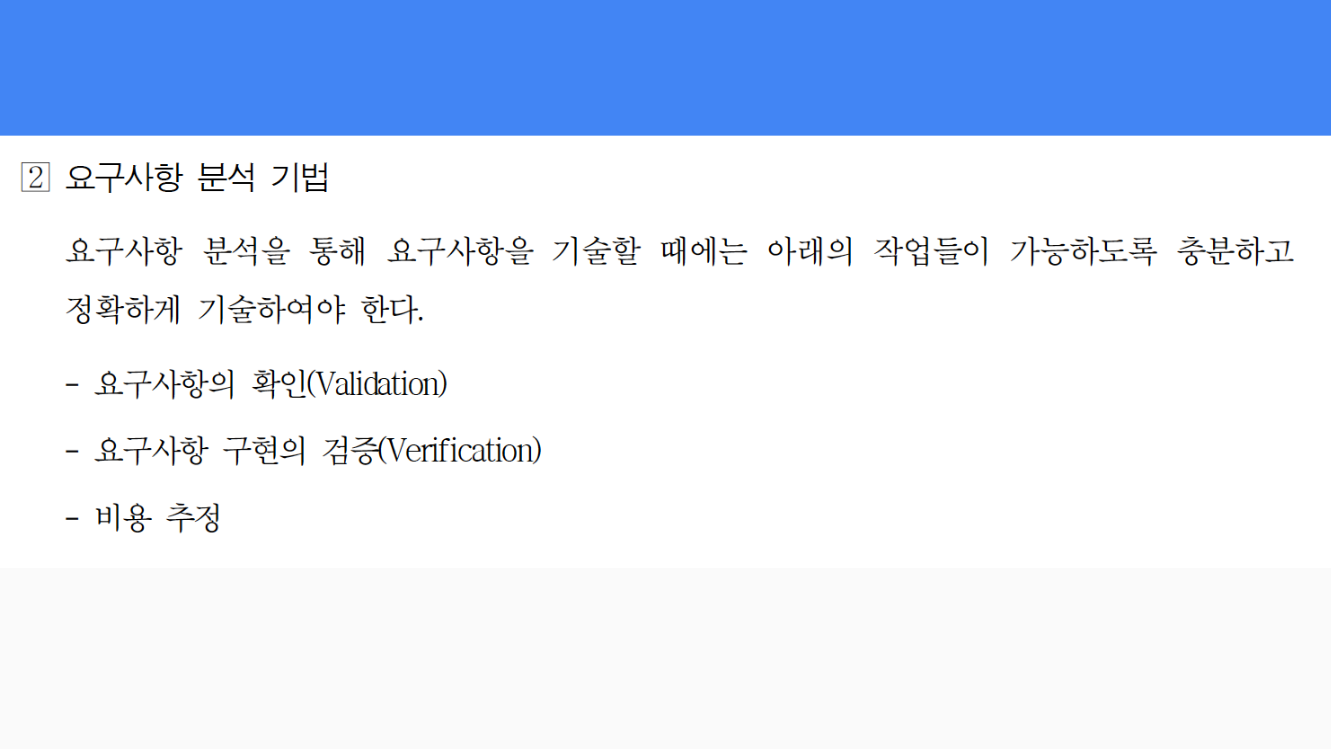 2 요구사항 분석 기법
요구사항 분석을 통해 요구사항을 기술할 때에는 아래의 작업들이 가능하도록 충분하고
정확하게 기술하여야 한다.
- 요구사항의 확인(Validation)
- 요구사항 구현의 검증(Verification)
- 비용 추정